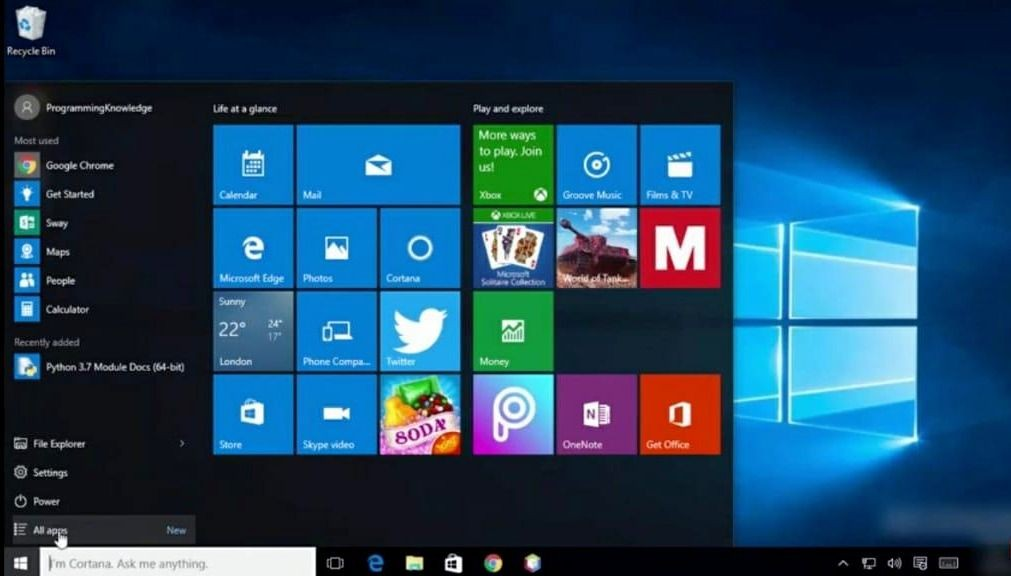 Recycle Bin
ProgrammingKnowledge
Most used
Google Chrome
Get Started
Sway
Maps
People
Calculator
Recently added
Python 3.7 Module Docs (64-bit)
File Explorer
Settings
Power
All apps
New
Life at a glance
Calendar
Mail
Microsoft Edge
Photos
Cortana
Sunny
22°
24°
17°
London
Phone Compa...
Twitter
Store
Skype video
SODA
Play and explore
More ways
to play. Join
us!
Xbox
Groove Music
Films & TV
XBOX LIVE
Microsoft
Solitaire Collection
World of Tank...
M
Money
N
OneNote
Get Office
I'm Cortana. Ask me anything.